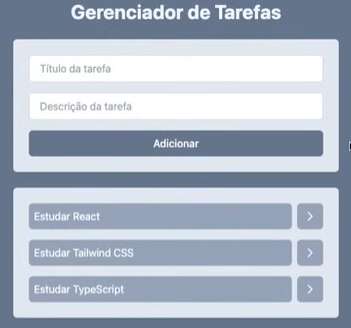 Gerenciador de Tarefas
Título da tarefa
Descrição da tarefa
Adicionar
Estudar React
Estudar Tailwind CSS
Estudar TypeScript